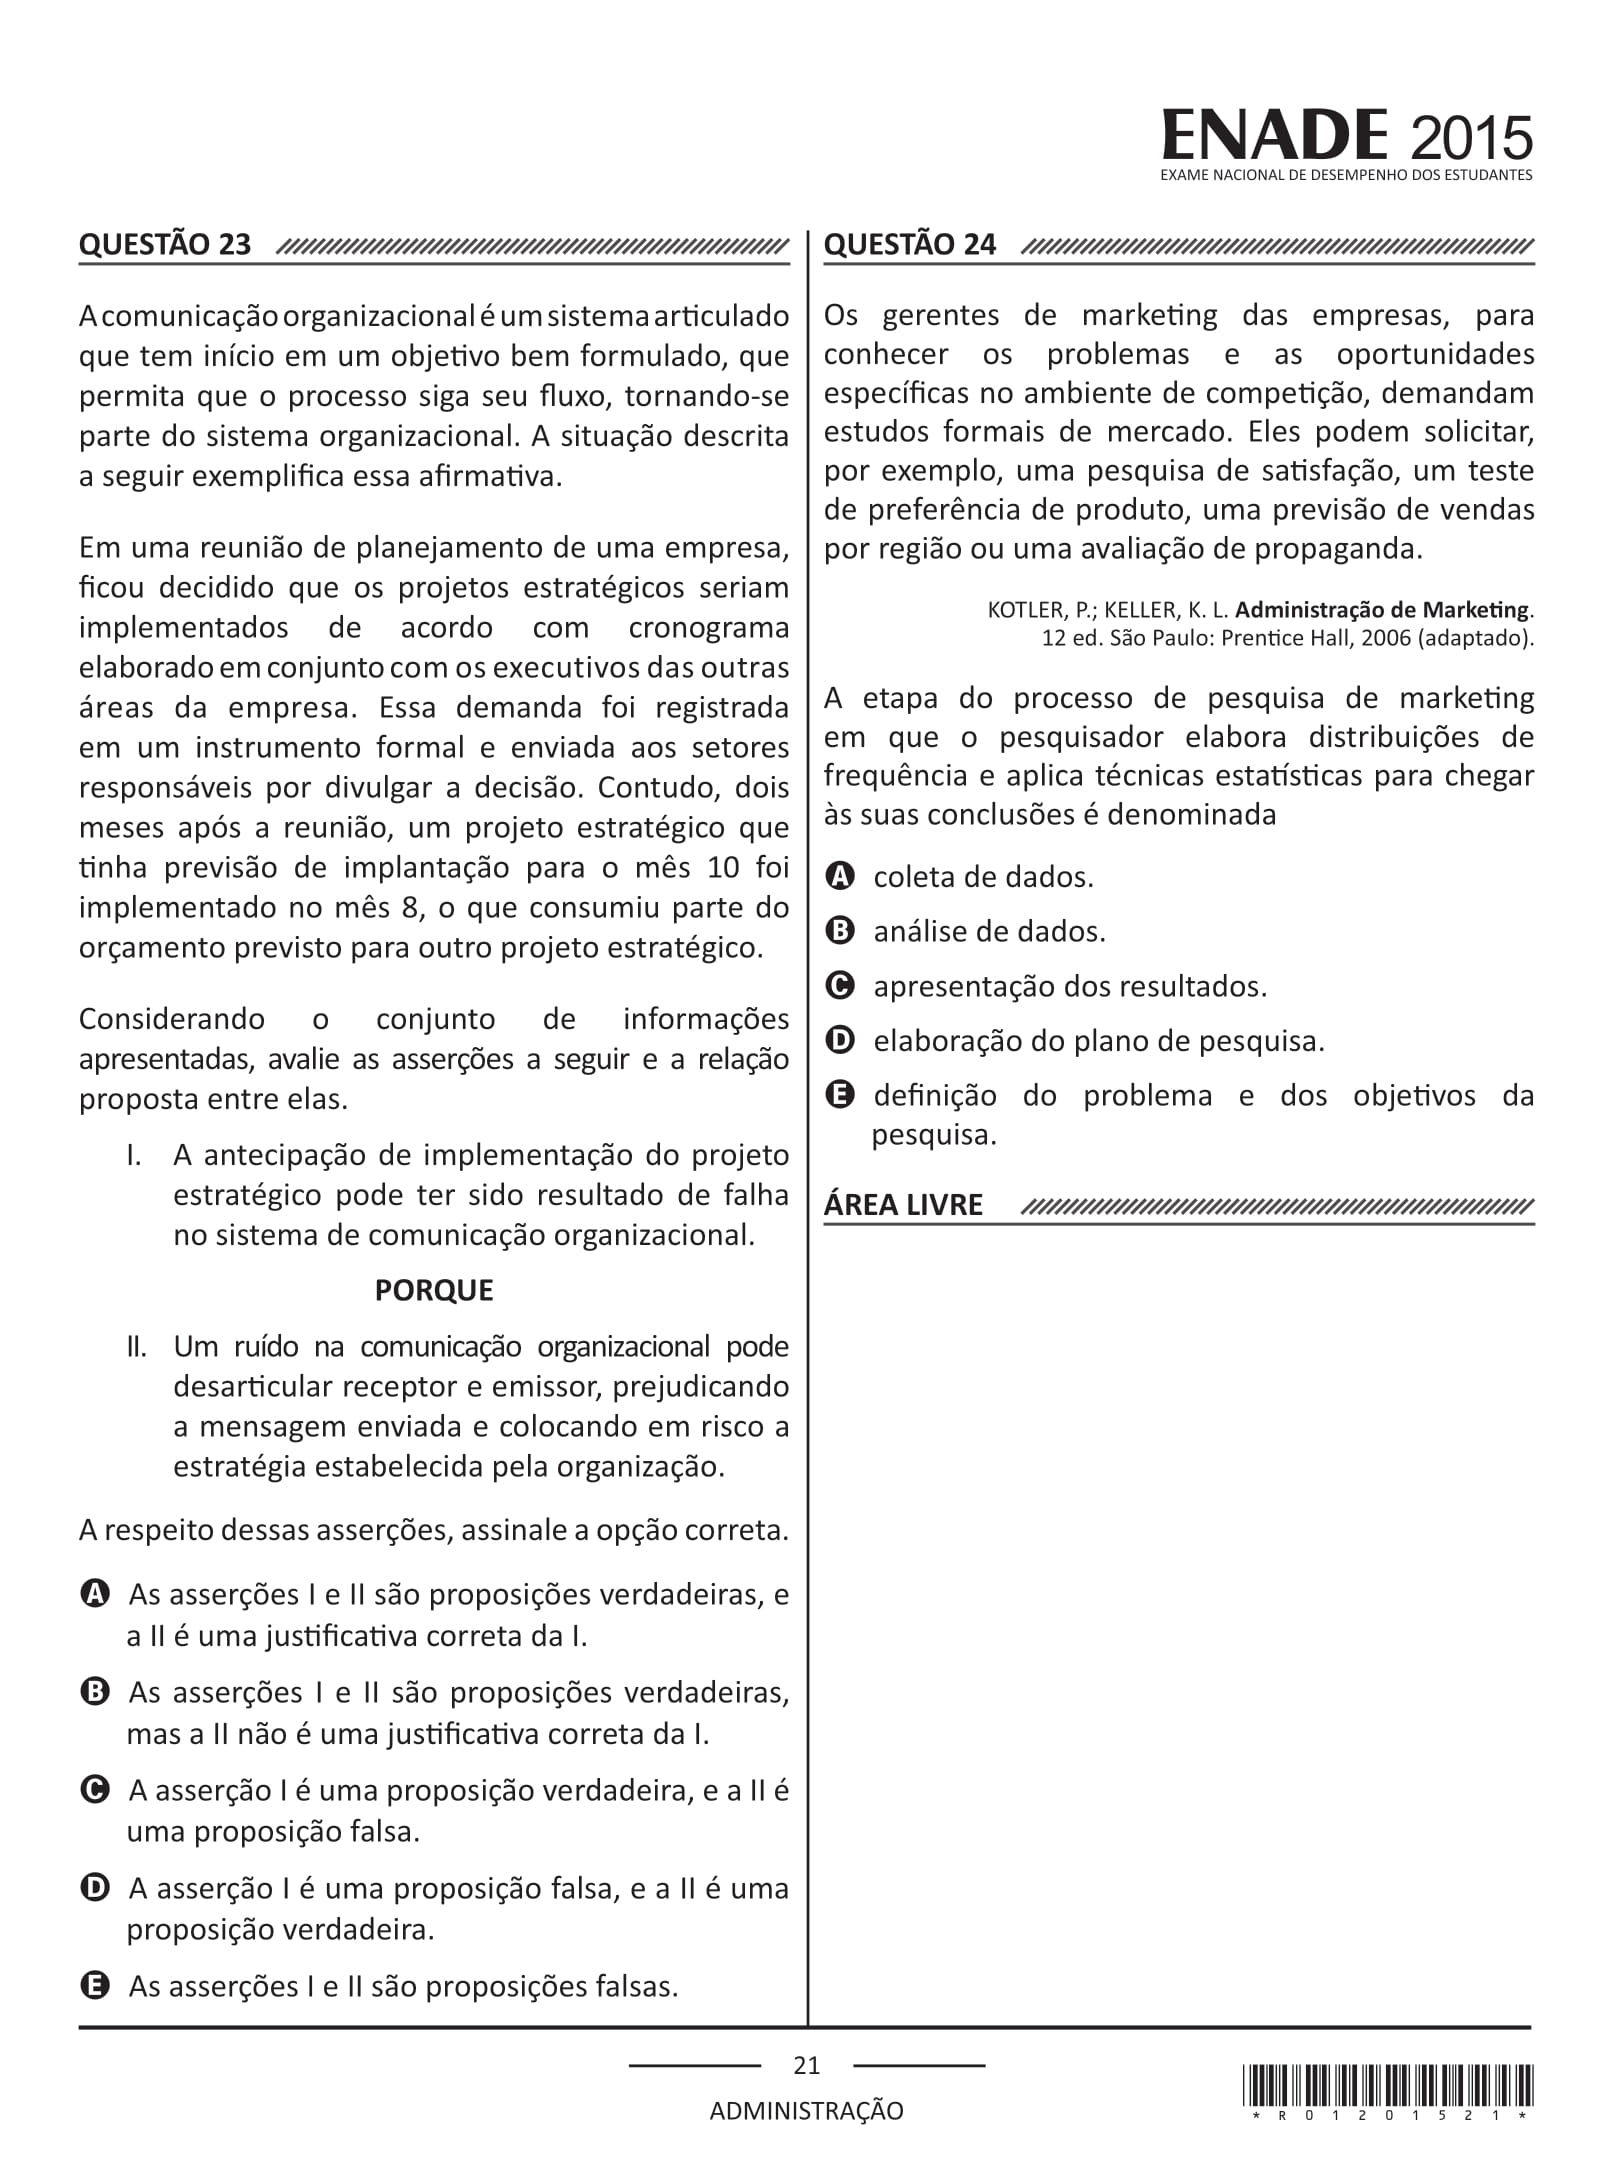 ENADE 2015
EXAME NACIONAL DE DESEMPENHO DOS ESTUDANTES
QUESTÃO 23
A comunicação organizacional é um sistema articulado
que tem início em um objetivo bem formulado, que
permita que o processo siga seu fluxo, tornando-se
parte do sistema organizacional. A situação descrita
a seguir exemplifica essa afirmativa.
Em uma reunião de planejamento de uma empresa,
ficou decidido que os projetos estratégicos seriam
implementados de acordo com cronograma
elaborado em conjunto com os executivos das outras
áreas da empresa. Essa demanda foi registrada
em um instrumento formal e enviada aos setores
responsáveis por divulgar a decisão. Contudo, dois
meses após a reunião, um projeto estratégico que
tinha previsão de implantação para o mês 10 foi
implementado no mês 8, o que consumiu parte do
orçamento previsto para outro projeto estratégico.
Considerando o conjunto de informações
apresentadas, avalie as asserções a seguir e a relação
proposta entre elas.
I. A antecipação de implementação do projeto
estratégico pode ter sido resultado de falha
no sistema de comunicação organizacional.
PORQUE
II. Um ruído na comunicação organizacional pode
desarticular receptor e emissor, prejudicando
a mensagem enviada e colocando em risco a
estratégia estabelecida pela organização.
A respeito dessas asserções, assinale a opção correta.
A As asserções I e II são proposições verdadeiras, e
a II é uma justificativa correta da I.
B As asserções I e II são proposições verdadeiras,
mas a II não é uma justificativa correta da I.
C A asserção I é uma proposição verdadeira, e a II é
uma proposição falsa.
D A asserção I é uma proposição falsa, e a II é uma
proposição verdadeira.
E As asserções I e II são proposições falsas.
QUESTÃO 24
Os gerentes de marketing das empresas, para
conhecer os problemas e as oportunidades
específicas no ambiente de competição, demandam
estudos formais de mercado. Eles podem solicitar,
por exemplo, uma pesquisa de satisfação, um teste
de preferência de produto, uma previsão de vendas
por região ou uma avaliação de propaganda.
KOTLER, P.; KELLER, K. L. Administração de Marketing.
12 ed. São Paulo: Prentice Hall, 2006 (adaptado).
A etapa do processo de pesquisa de marketing
em que o pesquisador elabora distribuições de
frequência e aplica técnicas estatísticas para chegar
às suas conclusões é denominada
A coleta de dados.
B análise de dados.
C apresentação dos resultados.
D elaboração do plano de pesquisa.
E definição do problema e dos objetivos da
pesquisa.
ÁREA LIVRE
21
ADMINISTRAÇÃO
*R01201521*